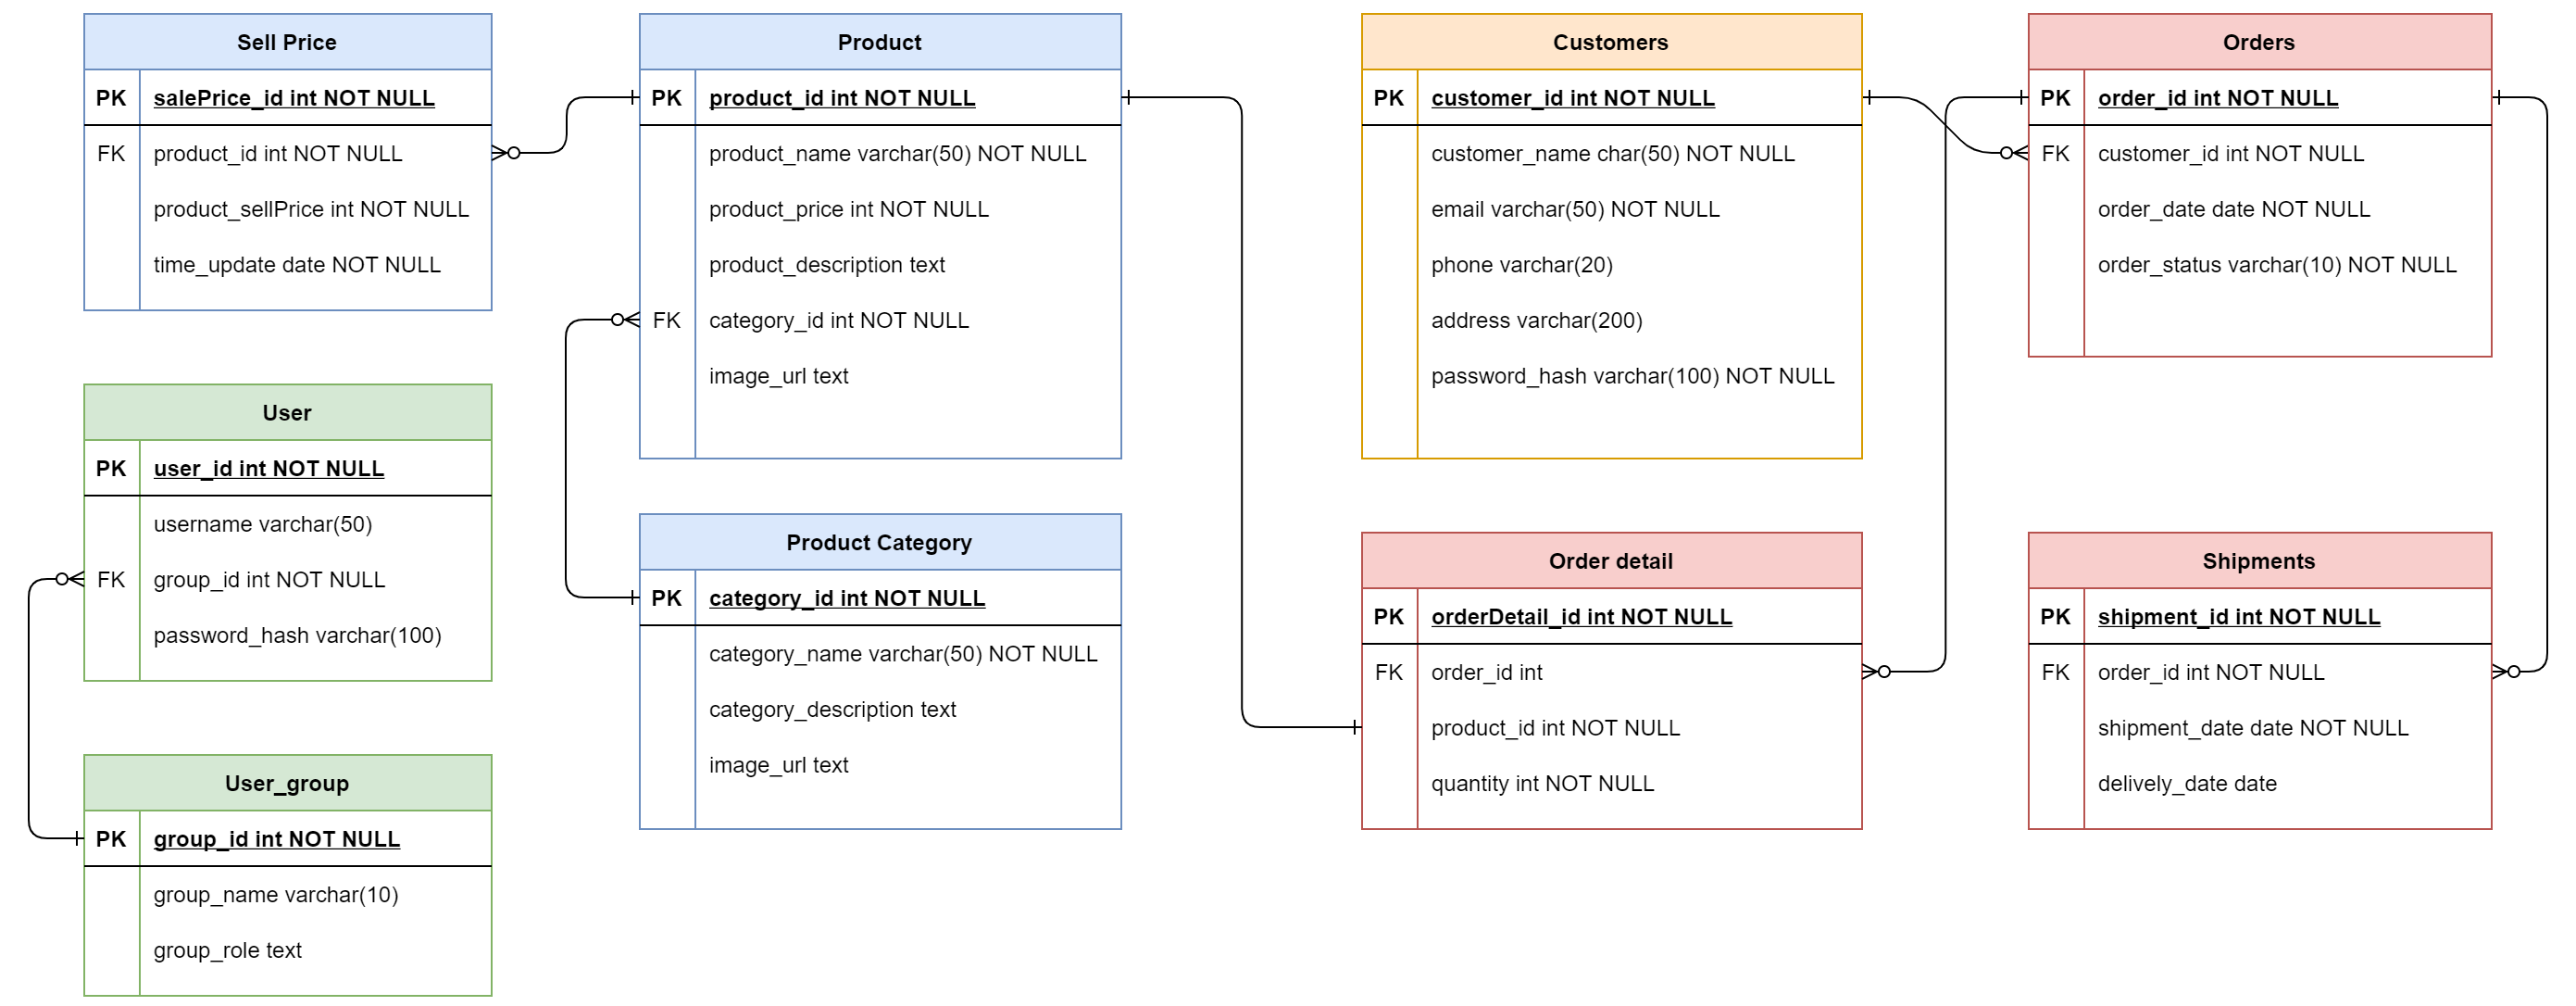 Sell Price
PK salePrice_id int NOT NULL
FK product_id int NOT NULL
product_sellPrice int NOT NULL
time_update date NOT NULL
User
PK user_id int NOT NULL
username varchar(50)
FK group_id int NOT NULL
password_hash varchar(100)
User_group
PK group_id int NOT NULL
group_name varchar(10)
group_role text
Product
PK product_id int NOT NULL
product_name varchar(50) NOT NULL
product_price int NOT NULL
product_description text
FK category_id int NOT NULL
image_url text
Product Category
PK category_id int NOT NULL
category_name varchar(50) NOT NULL
category_description text
image_url text
Customers
PK customer_id int NOT NULL
customer_name char(50) NOT NULL
email varchar(50) NOT NULL
phone varchar(20)
address varchar(200)
password_hash varchar(100) NOT NULL
Order detail
PK orderDetail_id int NOT NULL
FK order_id int
product_id int NOT NULL
quantity int NOT NULL
Orders
PK order_id int NOT NULL
FK customer_id int NOT NULL
order_date date NOT NULL
order_status varchar(10) NOT NULL
Shipments
PK shipment_id int NOT NULL
FK order_id int NOT NULL
shipment_date date NOT NULL
delively_date date